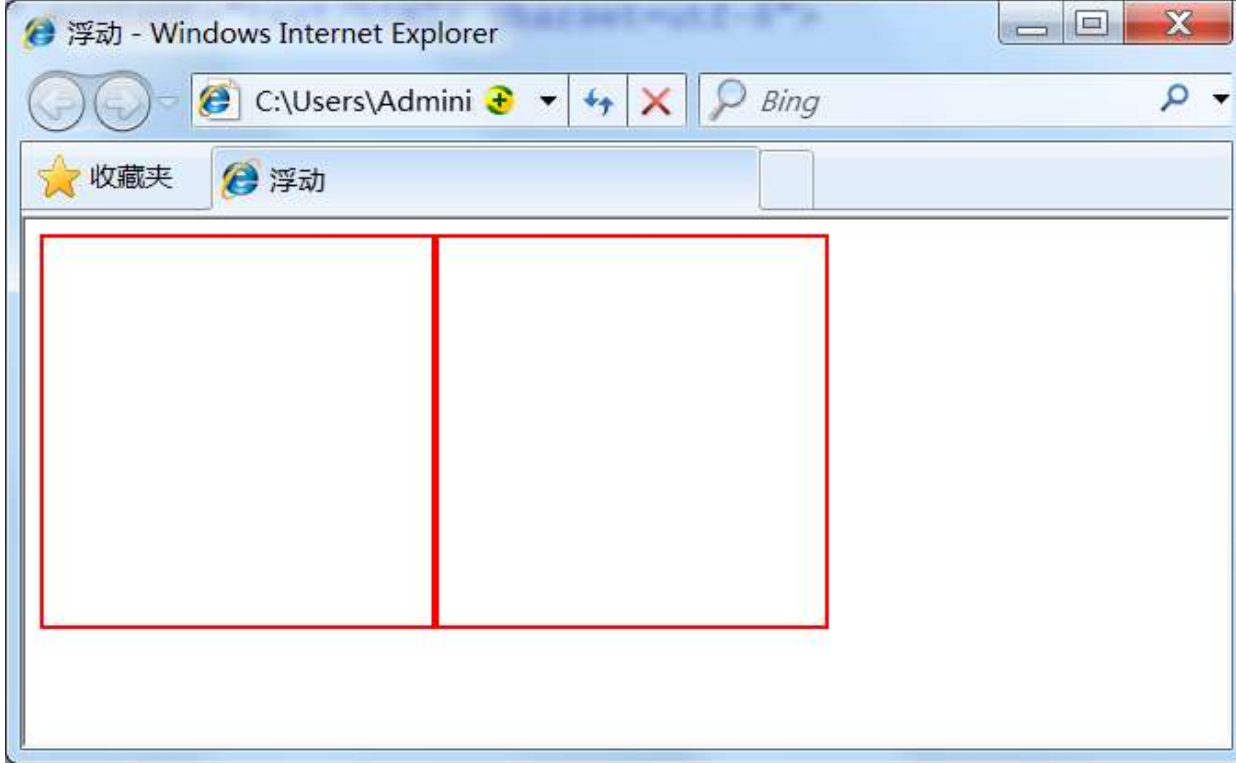 浮动 - Windows Internet Explorer
C:\Users\Admini
Bing
收藏夹
浮动